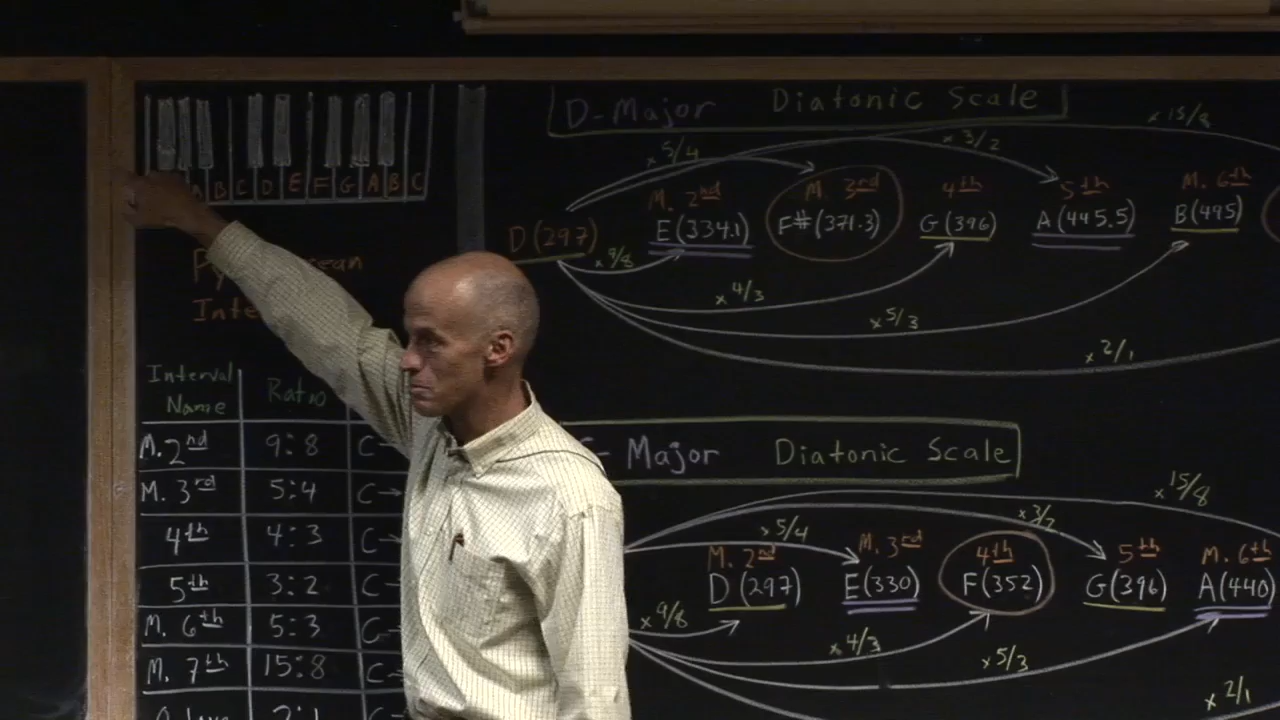 A B C D E F G A B C
Interval Name
Ratio
M. 2nd 9:8 C→
M. 3rd 5:4 C→
4th 4:3 C→
5th 3:2 C→
M. 6th 5:3 C→
M. 7th 15:8 C→
2:1 C→
D-Major Diatonic Scale
x 15/8
x 5/4
x 3/2
M. 2nd
M. 3rd
4th
5th
M. 6th
D(297)
E(334.1)
F#(371.3)
G(396)
A(445.5)
B(495)
x 9/8
x 4/3
x 5/3
x 2/1
Major Diatonic Scale
x 15/8
x 5/4
x 3/2
M. 2nd
M. 3rd
4th
5th
M. 6th
D(297)
E(330)
F(352)
G(396)
A(440)
x 9/8
x 4/3
x 5/3
x 2/1